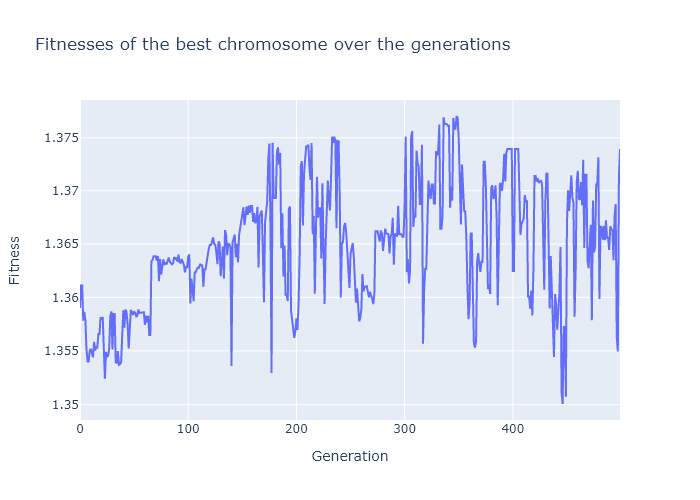 Fitnesses of the best chromosome over the generations
1.375
1.37
1.365
1.36
1.355
1.35
Fitness
0 100 200 300 400
Generation